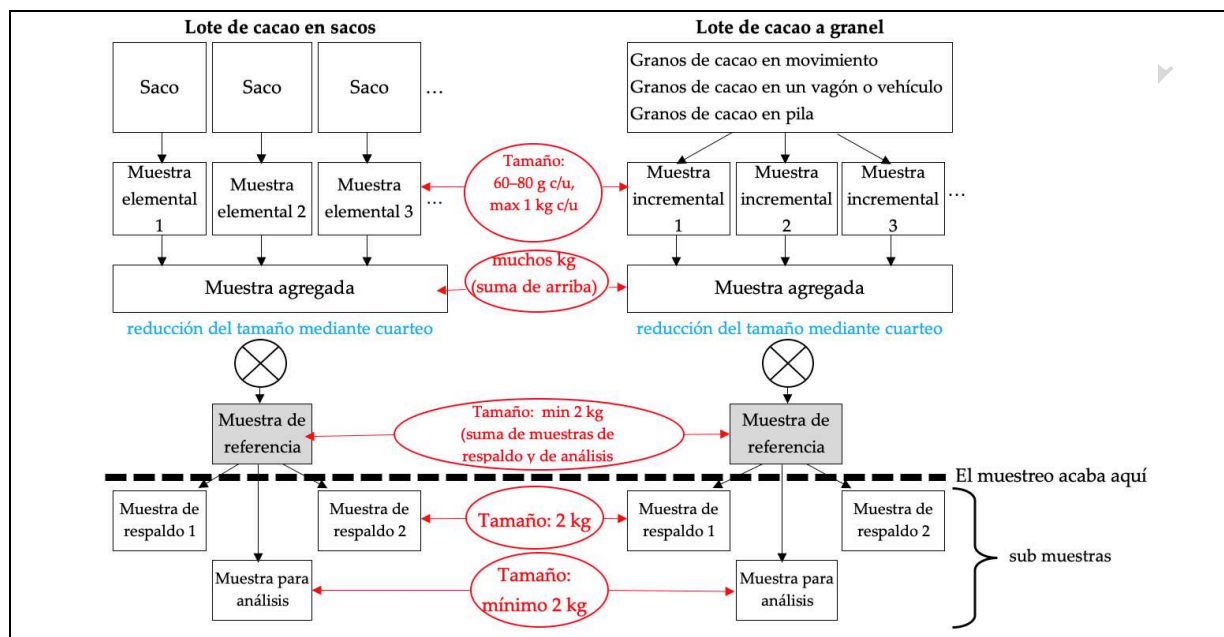 Lote de cacao en sacos
Lote de cacao a granel
Saco
Saco
Saco
...
Granos de cacao en movimiento
Granos de cacao en un vagón o vehículo
Granos de cacao en pila
Muestra
elemental
1
Muestra
elemental 2
Muestra
elemental 3
...
Tamaño:
60–80 g c/u,
max 1 kg c/u
Muestra
incremental
1
Muestra
incremental
2
Muestra
incremental
3
...
Muestra agregada
muchos kg
(suma de arriba)
Muestra agregada
reducción del tamaño mediante cuarteo
reducción del tamaño mediante cuarteo
Muestra de
referencia
Tamaño: min 2 kg
(suma de muestras de
respaldo y de análisis
Muestra de
referencia
El muestreo acaba aquí
Muestra de
respaldo 1
Muestra de
respaldo 2
Tamaño: 2 kg
Muestra de
respaldo 1
Muestra de
respaldo 2
sub muestras
Muestra para
análisis
Tamaño:
mínimo 2 kg
Muestra para
análisis